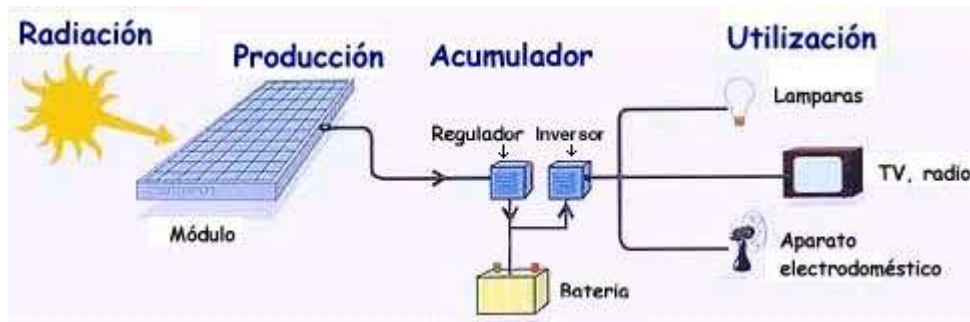 Radiación
Producción
Acumulador
Utilización
Lamparas
Regulador
Inversor
TV, radio
Módulo
Aparato
electrodoméstico
Bateria